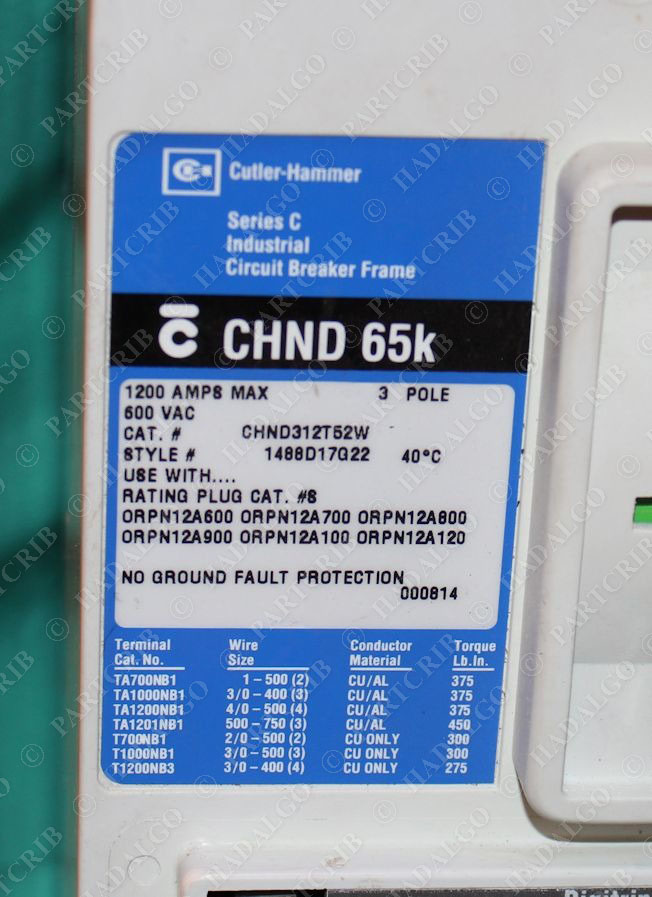 Cutler-Hammer
Series C
Industrial
Circuit Breaker Frame
C CHND 65k
1200 AMPS MAX 3 POLE
600 VAC
CAT. # CHND312T52W
STYLE # 1488D17G22 40°C
USE WITH....
RATING PLUG CAT. #S
ORPN12A600 ORPN12A700 ORPN12A800
ORPN12A900 ORPN12A100 ORPN12A120
NO GROUND FAULT PROTECTION
000814
Terminal Wire Conductor Torque
Cat. No. Size Material Lb.In.
TA700NB1 1-500 (2) CU/AL 375
TA1000NB1 3/0-400 (3) CU/AL 375
TA1200NB1 4/0-500 (4) CU/AL 375
TA1201NB1 500-750 (3) CU/AL 450
T700NB1 2/0-500 (2) CU ONLY 300
T1000NB1 3/0-500 (3) CU ONLY 300
T1200NB3 3/0-400 (4) CU ONLY 275
© HADALGO
© PARTCRIB